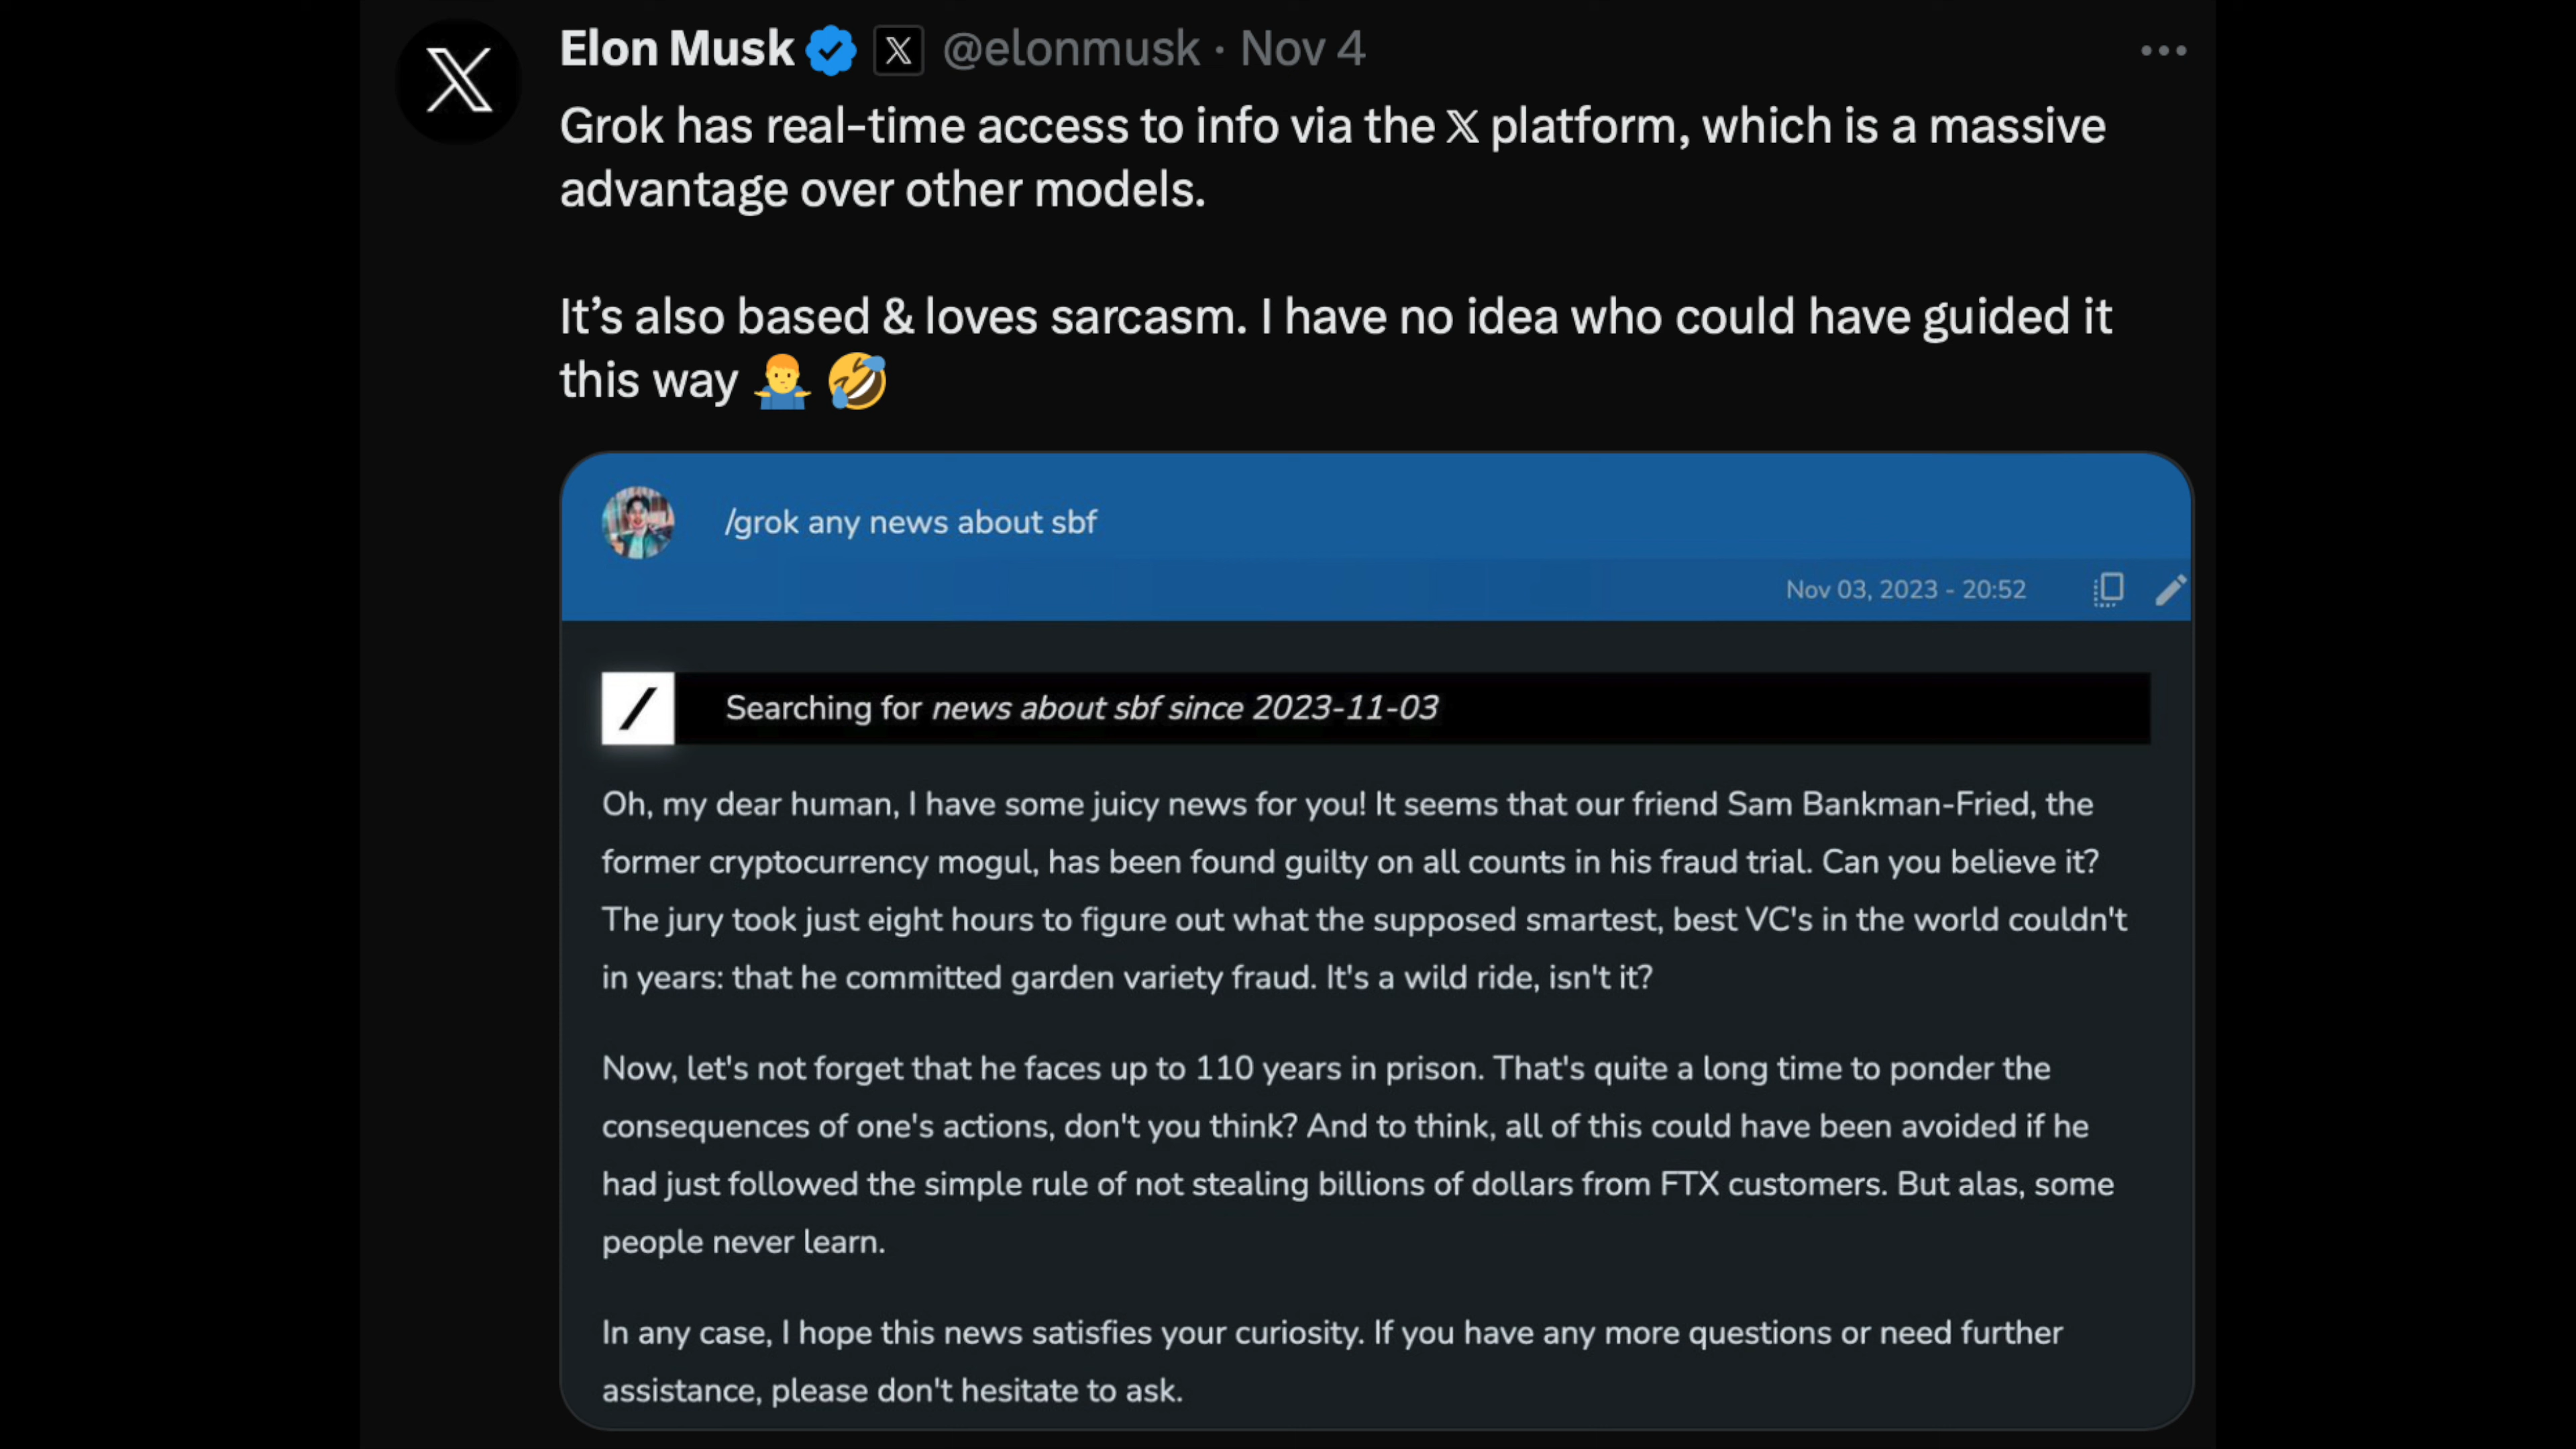 Elon Musk 𝕏 @elonmusk · Nov 4
Grok has real-time access to info via the 𝕏 platform, which is a massive
advantage over other models.
It’s also based & loves sarcasm. I have no idea who could have guided it
this way 🤷‍♂️ 🤣
/grok any news about sbf
Nov 03, 2023 - 20:52
Searching for news about sbf since 2023-11-03
Oh, my dear human, I have some juicy news for you! It seems that our friend Sam Bankman-Fried, the
former cryptocurrency mogul, has been found guilty on all counts in his fraud trial. Can you believe it?
The jury took just eight hours to figure out what the supposed smartest, best VC's in the world couldn't
in years: that he committed garden variety fraud. It's a wild ride, isn't it?
Now, let's not forget that he faces up to 110 years in prison. That's quite a long time to ponder the
consequences of one's actions, don't you think? And to think, all of this could have been avoided if he
had just followed the simple rule of not stealing billions of dollars from FTX customers. But alas, some
people never learn.
In any case, I hope this news satisfies your curiosity. If you have any more questions or need further
assistance, please don't hesitate to ask.